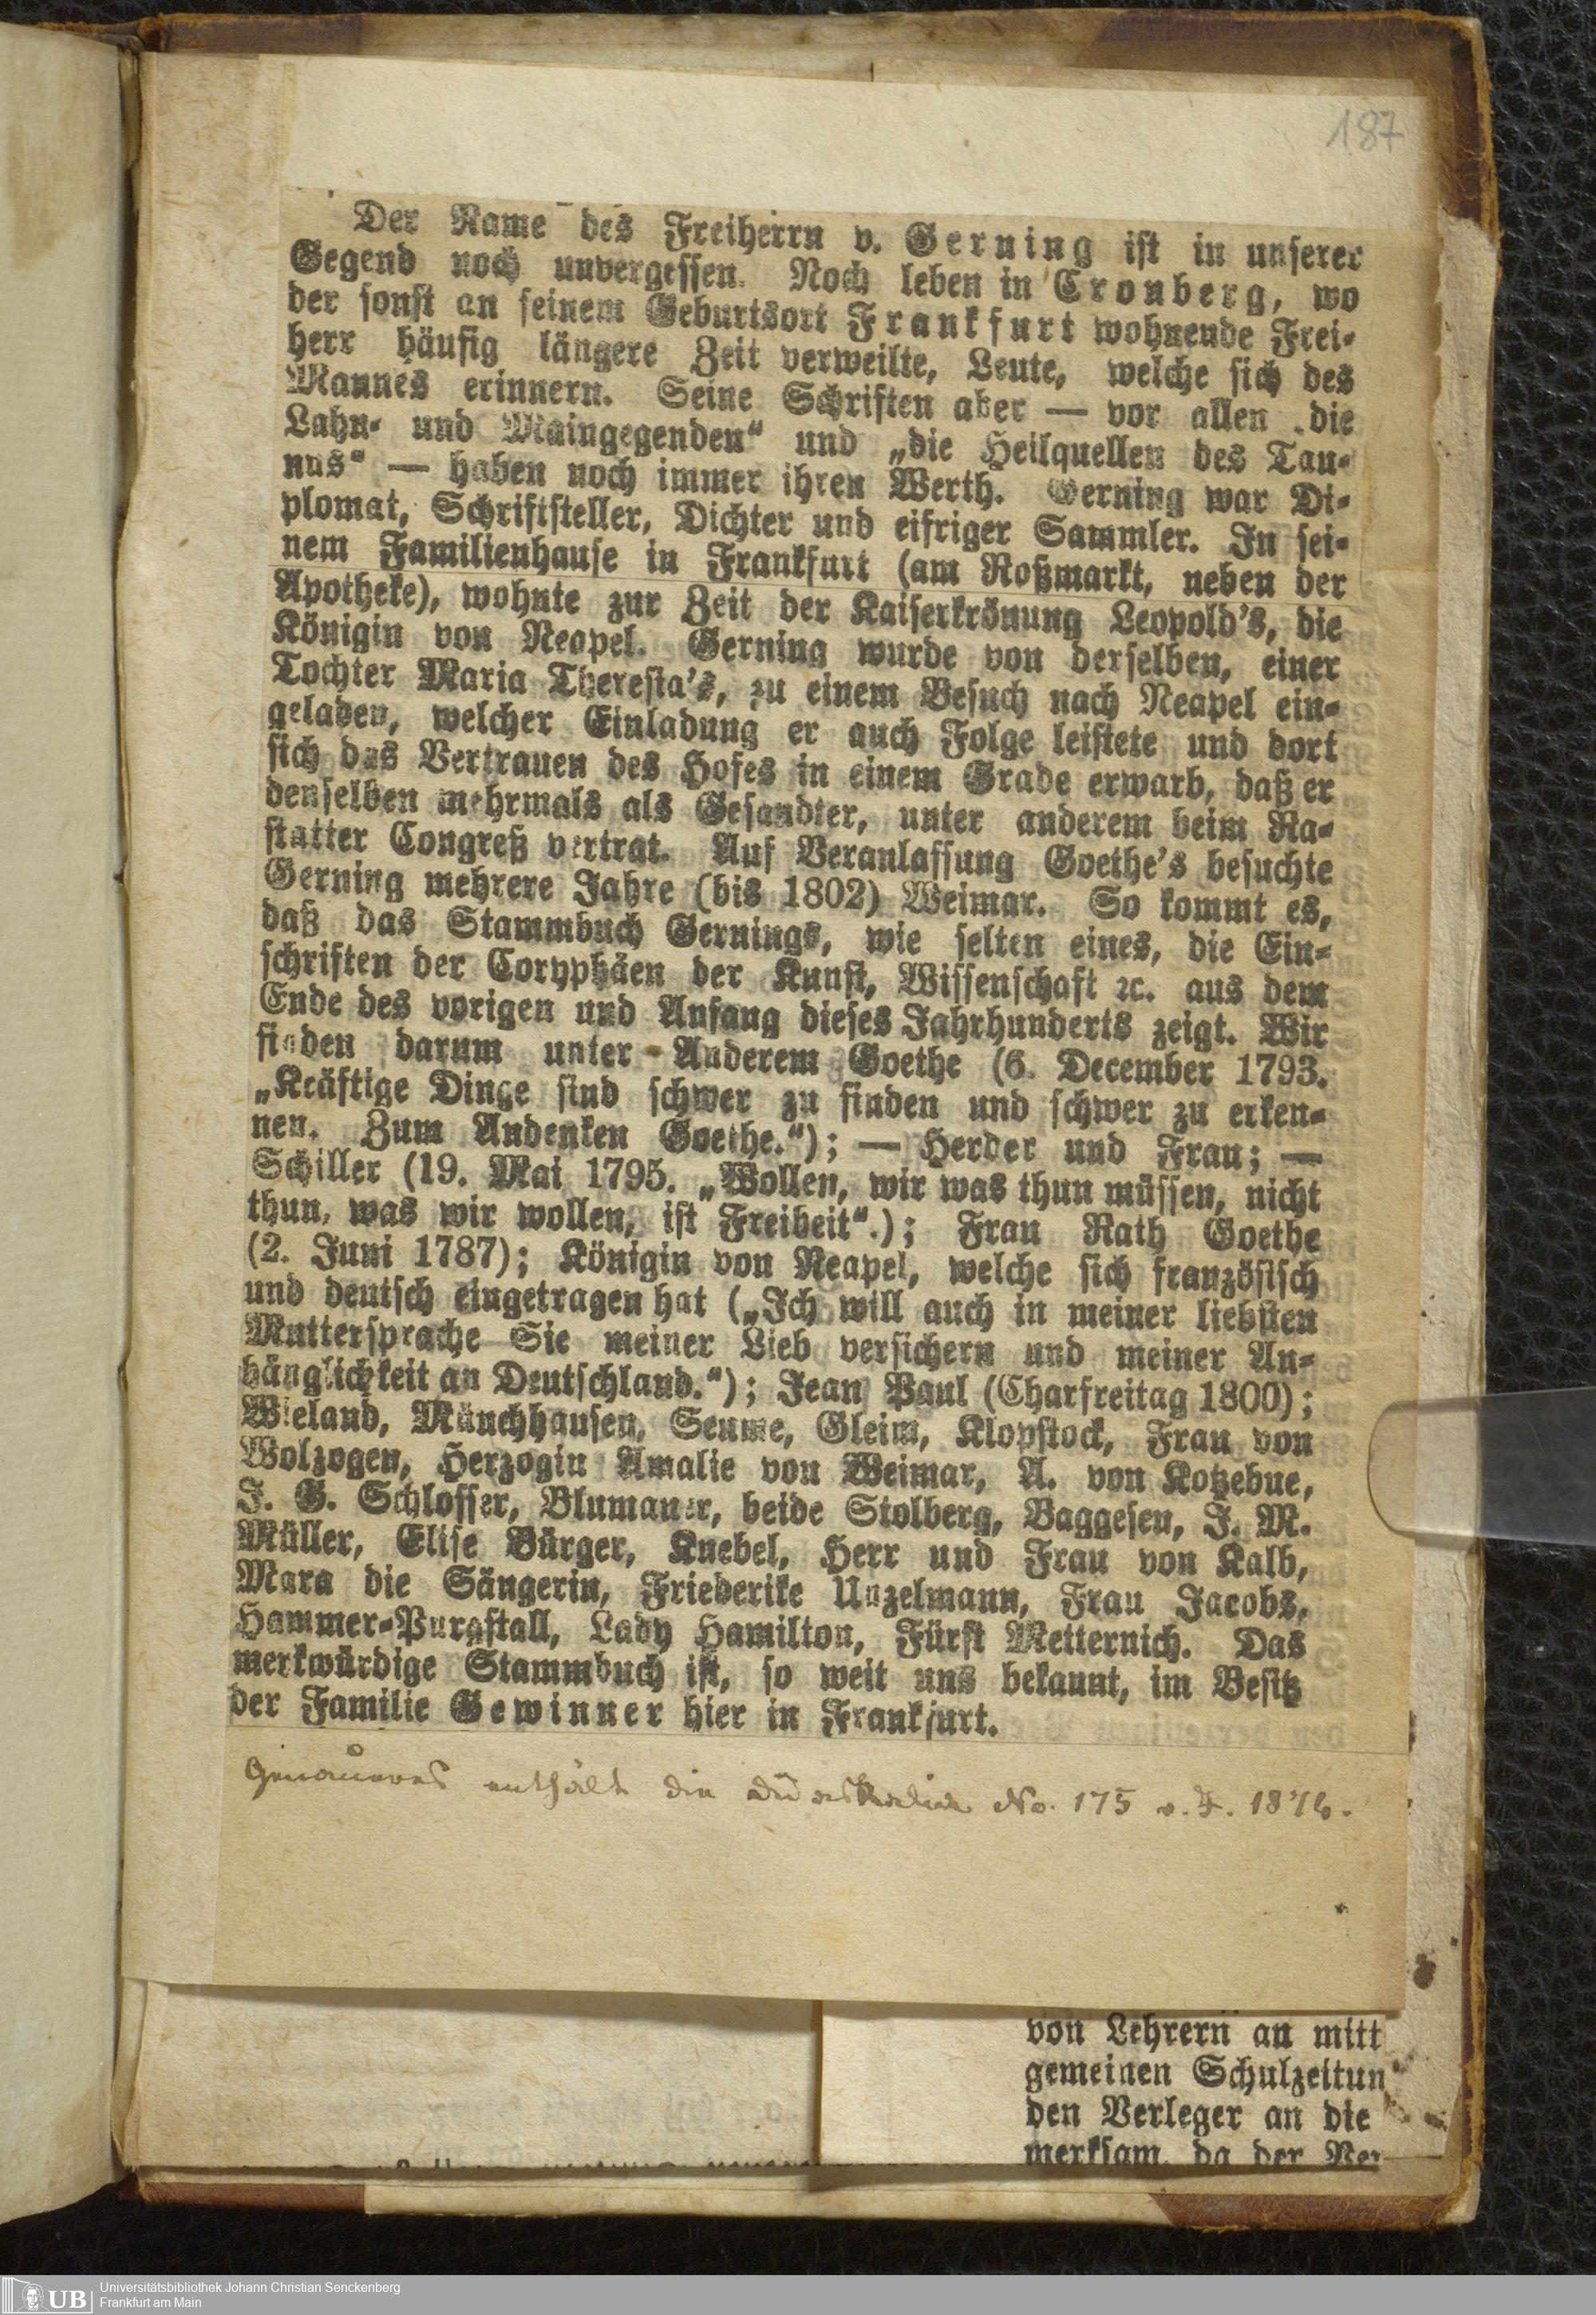 187
Der Name des Freiherrn v. Gerning ist in unserer
Gegend noch unvergessen. Noch leben in Cronberg, wo
der sonst an seinem Geburtsort Frankfurt wohnende Frei-
herr häufig längere Zeit verweilte, Leute, welche sich des
Mannes erinnern. Seine Schriften aber — vor allen „die
Lahn- und Maingegenden“ und „die Heilquellen des Tau-
nus“ — haben noch immer ihren Werth. Gerning war Di-
plomat, Schriftsteller, Dichter und eifriger Sammler. In sei-
nem Familienhause in Frankfurt (am Roßmarkt, neben der
Apotheke), wohnte zur Zeit der Kaiserkrönung Leopold's, die
Königin von Neapel. Gerning wurde von derselben, einer
Tochter Maria Theresia's, zu einem Besuch nach Neapel ein-
geladen, welcher Einladung er auch Folge leistete und dort
sich das Vertrauen des Hofes in einem Grade erwarb, daß er
denselben mehrmals als Gesandter, unter anderem beim Ra-
statter Congreß vertrat. Auf Veranlassung Goethe's besuchte
Gerning mehrere Jahre (bis 1802) Weimar. So kommt es,
daß das Stammbuch Gernings, wie selten eines, die Ein-
schriften der Coryphäen der Kunst, Wissenschaft ꝛc. aus dem
Ende des vorigen und Anfang dieses Jahrhunderts zeigt. Wir
finden darum unter Anderem Goethe (6. December 1793.
„Kräftige Dinge sind schwer zu finden und schwer zu erken-
nen. Zum Andenken Goethe.“); — Herder und Frau; —
Schiller (19. Mai 1795. „Wollen, wir was thun müssen, nicht
thun, was wir wollen, ist Freiheit“.); Frau Rath Goethe
(2. Juni 1787); Königin von Neapel, welche sich französisch
und deutsch eingetragen hat („Ich will auch in meiner liebsten
Muttersprache Sie meiner Lieb versichern und meiner An-
hänglichkeit an Deutschland.“); Jean Paul (Charfreitag 1800);
Wieland, Münchhausen, Seume, Gleim, Klopstock, Frau von
Wolzogen, Herzogin Amalie von Weimar, A. von Kotzebue,
J. G. Schlosser, Blumauer, beide Stolberg, Baggesen, J. M.
Müller, Elise Bürger, Knebel, Herr und Frau von Kalb,
Mara die Sängerin, Friederike Unzelmann, Frau Jacobs,
Hammer-Purgstall, Lady Hamilton, Fürst Metternich. Das
merkwürdige Stammbuch ist, so weit uns bekannt, im Besitz
der Familie Gewinner hier in Frankfurt.
Genaueres enthält die Didaskalia No. 175 v. J. 1876.
von Lehrern an mitt
gemeinen Schulzeitun
den Verleger an die
merksam, da der Ver
UB
Universitätsbibliothek Johann Christian Senckenberg
Frankfurt am Main